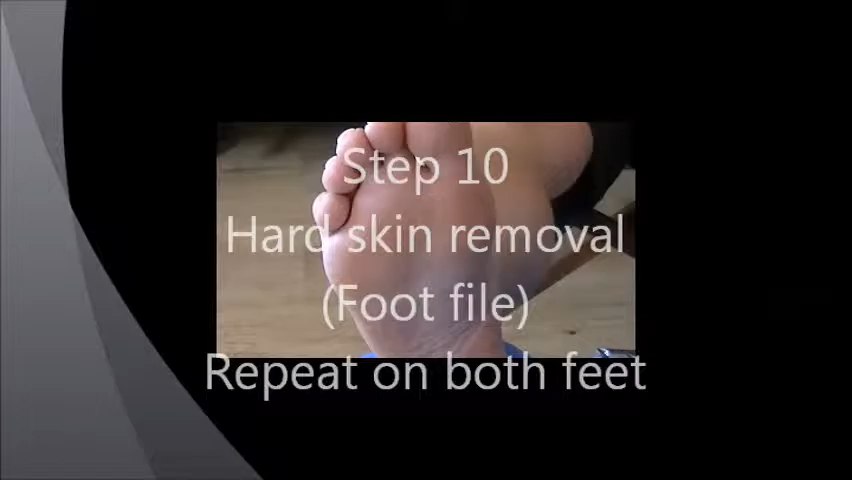 Step 10
Hard skin removal
(Foot file)
Repeat on both feet